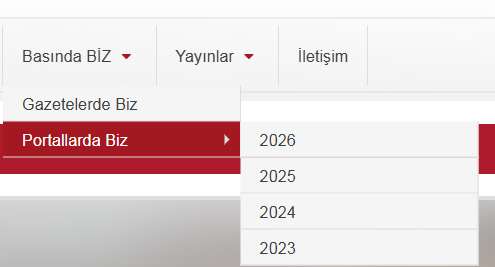 Basında BİZ Yayınlar İletişim
Gazetelerde Biz
Portallarda Biz
2026
2025
2024
2023